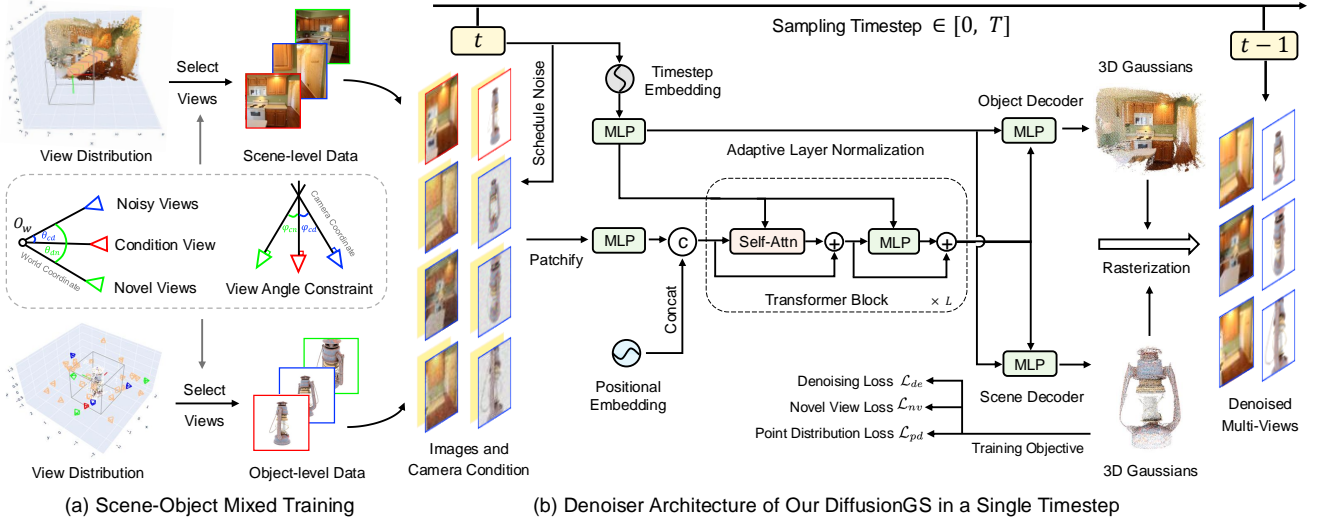 Sampling Timestep ∈ [0, T]
t
t − 1
Select
Views
View Distribution
Scene-level Data
O_w
θ_cd
θ_dn
Noisy Views
Condition View
Novel Views
World Coordinate
φ_cn
φ_cd
Camera Coordinate
View Angle Constraint
Select
Views
View Distribution
Object-level Data
(a) Scene-Object Mixed Training
Schedule Noise
Timestep
Embedding
MLP
Adaptive Layer Normalization
Object Decoder
MLP
3D Gaussians
Patchify
MLP
C
Self-Attn
+
MLP
+
Transformer Block
× L
Concat
Positional
Embedding
Rasterization
MLP
Scene Decoder
Denoising Loss ℒ_de
Novel View Loss ℒ_nv
Point Distribution Loss ℒ_pd
Training Objective
3D Gaussians
Denoised
Multi-Views
Images and
Camera Condition
(b) Denoiser Architecture of Our DiffusionGS in a Single Timestep